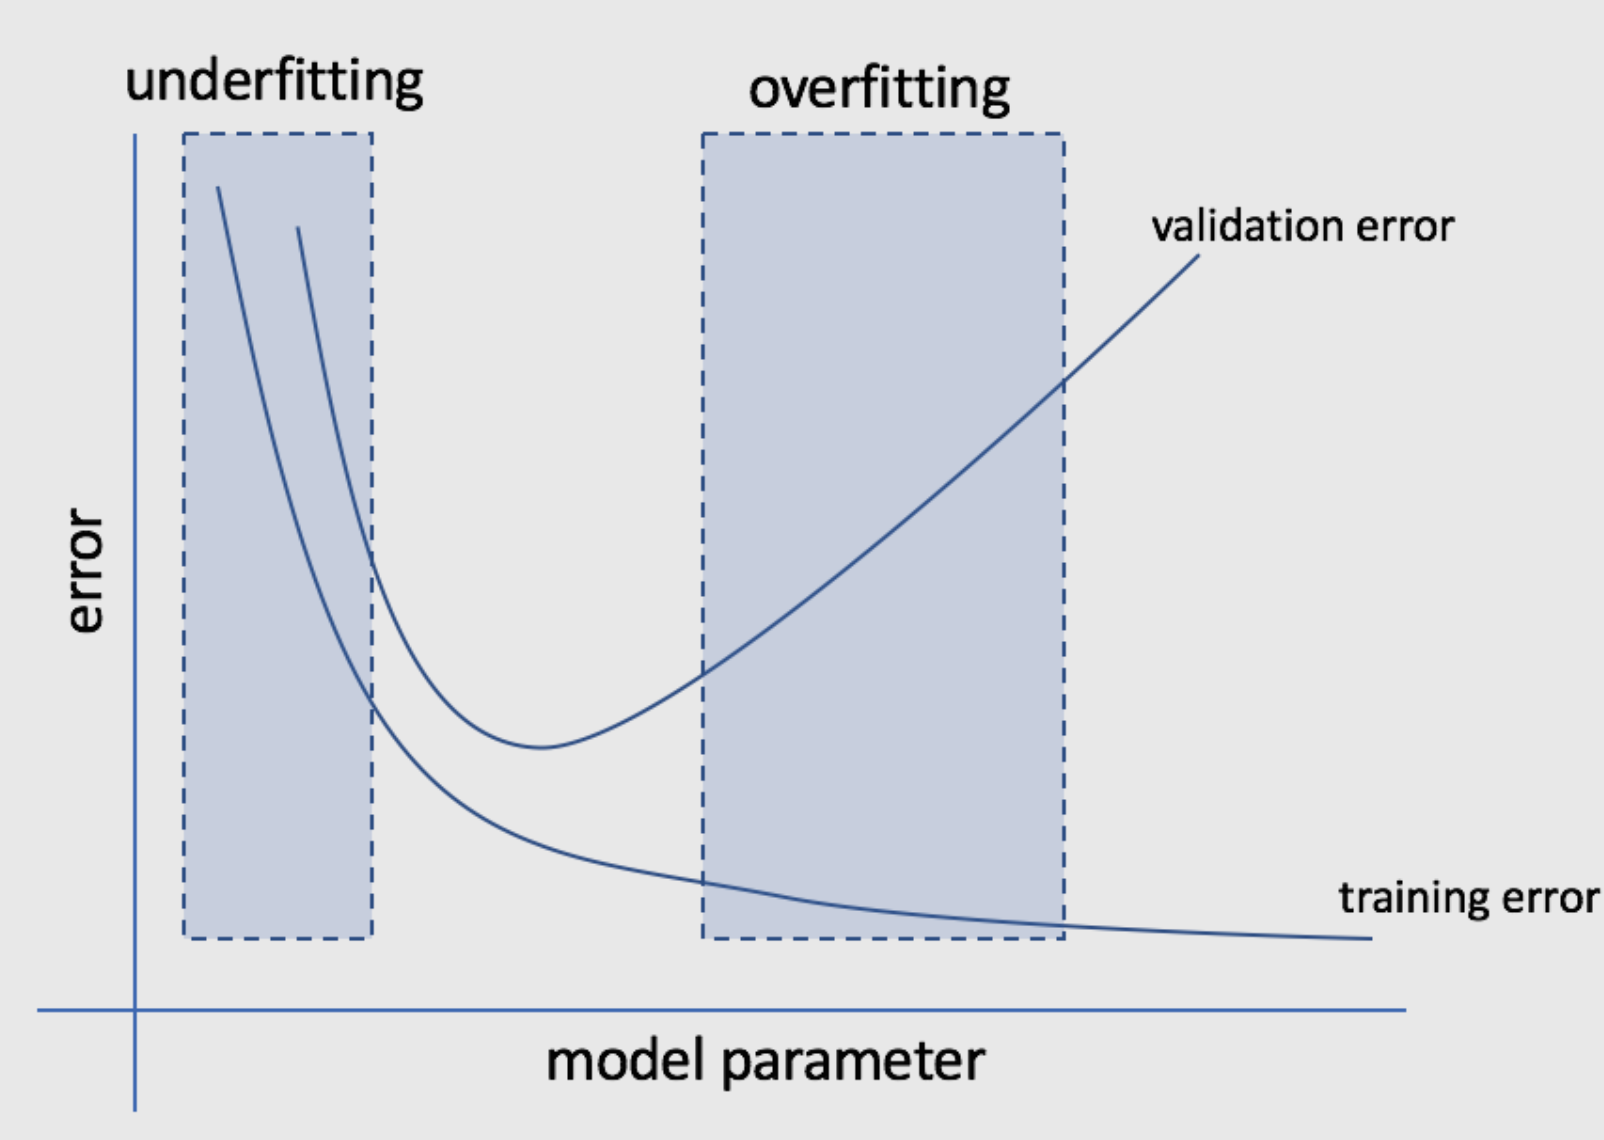 underfitting
overfitting
validation error
error
training error
model parameter